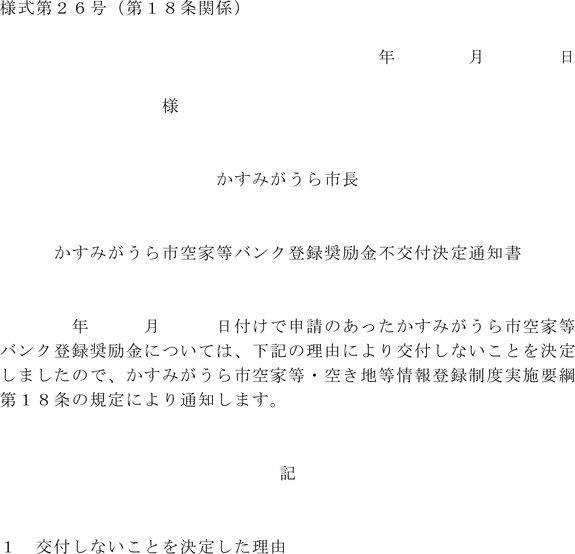 様式第２６号（第１８条関係）
年　　　　月　　　　日
様
かすみがうら市長
かすみがうら市空家等バンク登録奨励金不交付決定通知書
年　　　月　　　日付けで申請のあったかすみがうら市空家等
バンク登録奨励金については、下記の理由により交付しないことを決定
しましたので、かすみがうら市空家等・空き地等情報登録制度実施要綱
第１８条の規定により通知します。
記
１　交付しないことを決定した理由